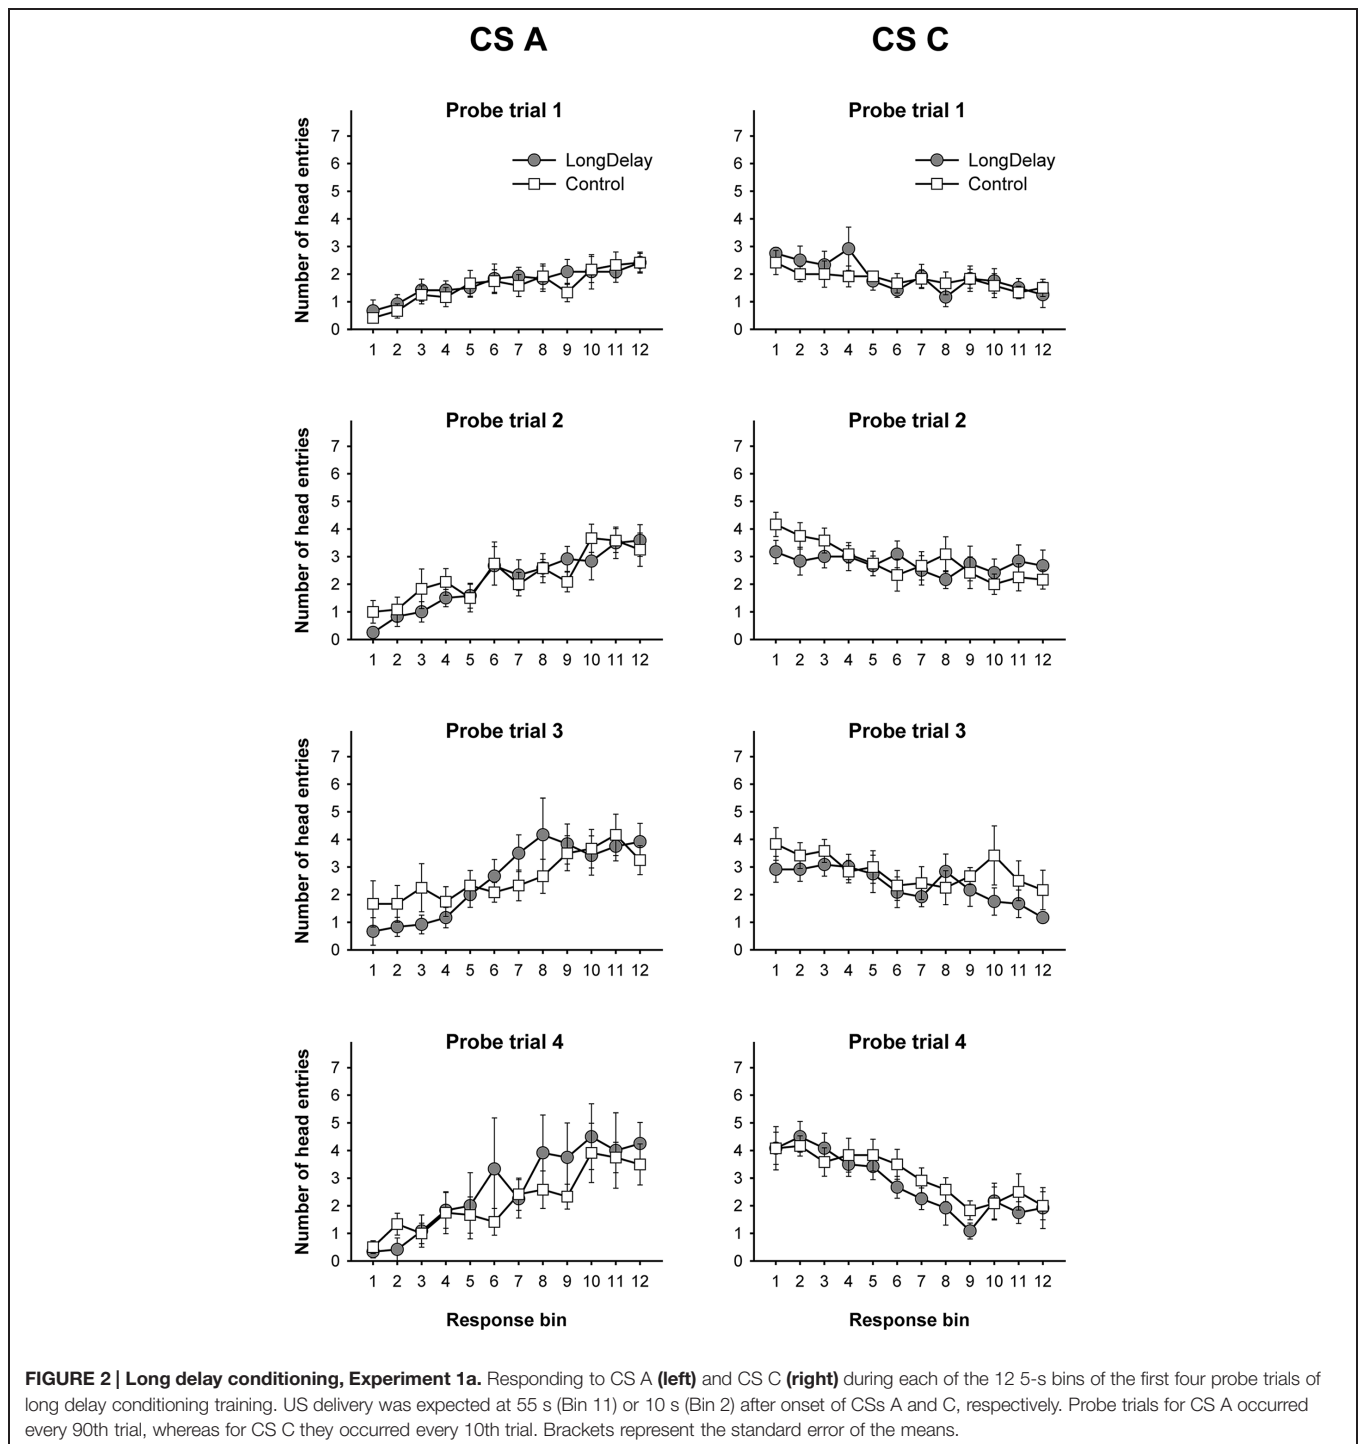 CS A
CS C
Probe trial 1
Number of head entries
7
6
5
4
3
2
1
0
LongDelay
Control
1 2 3 4 5 6 7 8 9 10 11 12
Probe trial 1
7
6
5
4
3
2
1
0
LongDelay
Control
1 2 3 4 5 6 7 8 9 10 11 12
Probe trial 2
Number of head entries
7
6
5
4
3
2
1
0
1 2 3 4 5 6 7 8 9 10 11 12
Probe trial 2
7
6
5
4
3
2
1
0
1 2 3 4 5 6 7 8 9 10 11 12
Probe trial 3
Number of head entries
7
6
5
4
3
2
1
0
1 2 3 4 5 6 7 8 9 10 11 12
Probe trial 3
7
6
5
4
3
2
1
0
1 2 3 4 5 6 7 8 9 10 11 12
Probe trial 4
Number of head entries
7
6
5
4
3
2
1
0
1 2 3 4 5 6 7 8 9 10 11 12
Response bin
Probe trial 4
7
6
5
4
3
2
1
0
1 2 3 4 5 6 7 8 9 10 11 12
Response bin
FIGURE 2 | Long delay conditioning, Experiment 1a. Responding to CS A (left) and CS C (right) during each of the 12 5-s bins of the first four probe trials of
long delay conditioning training. US delivery was expected at 55 s (Bin 11) or 10 s (Bin 2) after onset of CSs A and C, respectively. Probe trials for CS A occurred
every 90th trial, whereas for CS C they occurred every 10th trial. Brackets represent the standard error of the means.